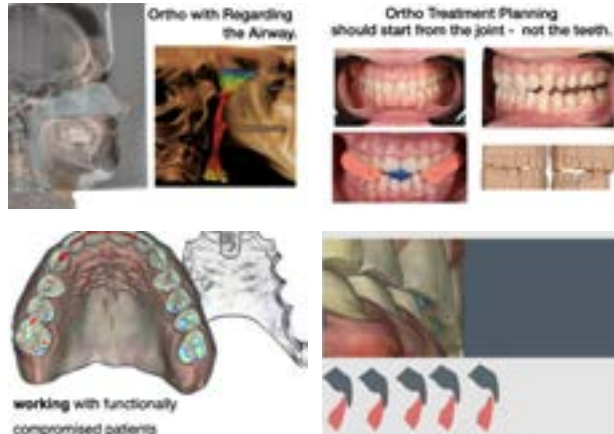 Ortho with Regarding
the Airway.
Ortho Treatment Planning
should start from the joint - not the teeth.
working with functionally
compromised patients